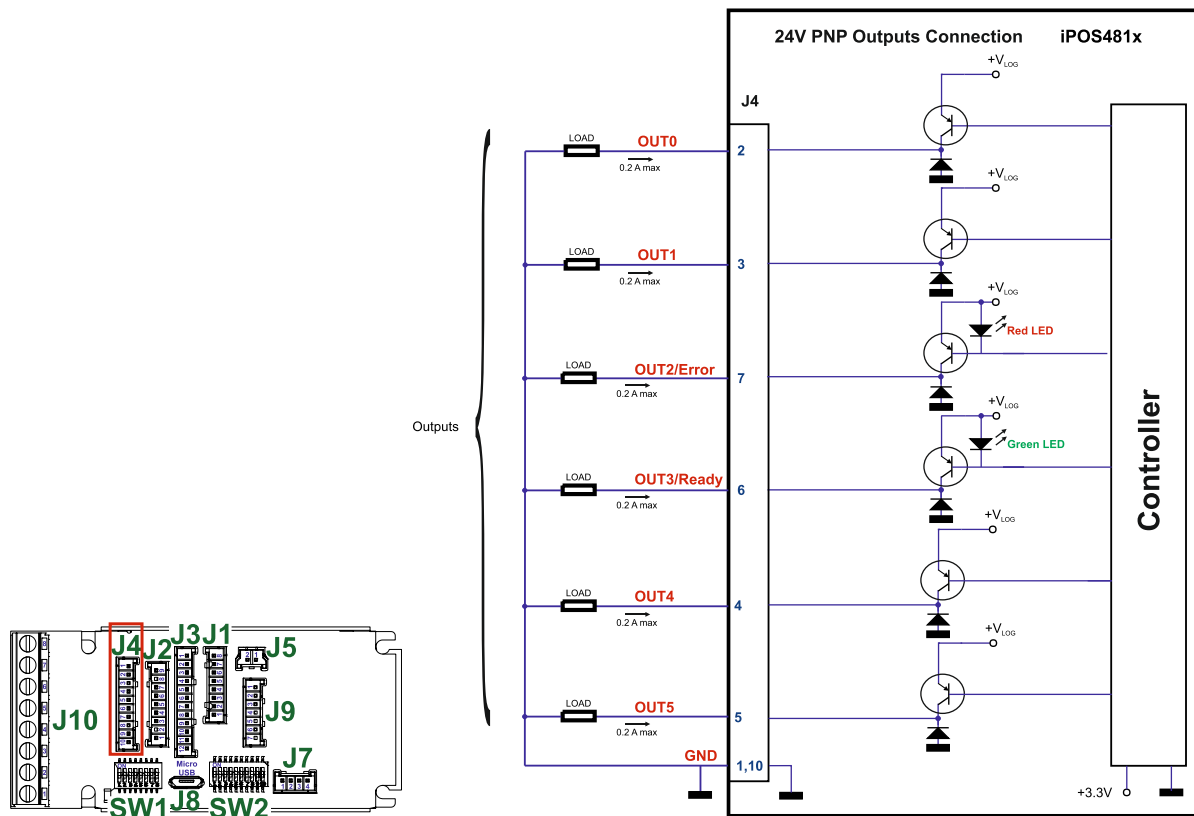 24V PNP Outputs Connection iPOS481x
J4
+VLOG
LOAD
OUT0
0.2 A max
2
+VLOG
LOAD
OUT1
0.2 A max
3
+VLOG
Red LED
LOAD
OUT2/Error
0.2 A max
7
+VLOG
Green LED
Outputs
LOAD
OUT3/Ready
0.2 A max
6
+VLOG
LOAD
OUT4
0.2 A max
4
+VLOG
LOAD
OUT5
0.2 A max
5
GND
1,10
+3.3V
Controller
J4
J2
J3
J1
J5
J10
J9
J7
Micro
USB
J8
ON
SW1
ON
SW2